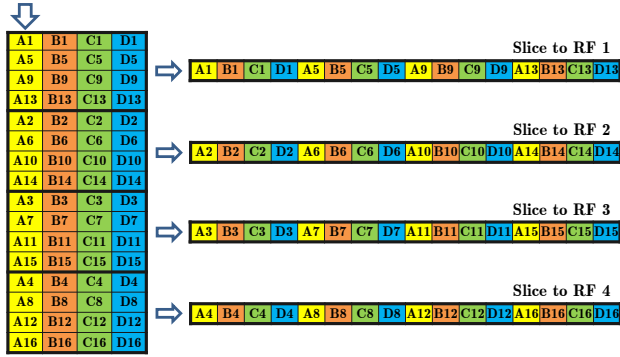 A1 B1 C1 D1
A5 B5 C5 D5
A9 B9 C9 D9
A13 B13 C13 D13
A2 B2 C2 D2
A6 B6 C6 D6
A10 B10 C10 D10
A14 B14 C14 D14
A3 B3 C3 D3
A7 B7 C7 D7
A11 B11 C11 D11
A15 B15 C15 D15
A4 B4 C4 D4
A8 B8 C8 D8
A12 B12 C12 D12
A16 B16 C16 D16
Slice to RF 1
A1 B1 C1 D1 A5 B5 C5 D5 A9 B9 C9 D9 A13 B13 C13 D13
Slice to RF 2
A2 B2 C2 D2 A6 B6 C6 D6 A10 B10 C10 D10 A14 B14 C14 D14
Slice to RF 3
A3 B3 C3 D3 A7 B7 C7 D7 A11 B11 C11 D11 A15 B15 C15 D15
Slice to RF 4
A4 B4 C4 D4 A8 B8 C8 D8 A12 B12 C12 D12 A16 B16 C16 D16